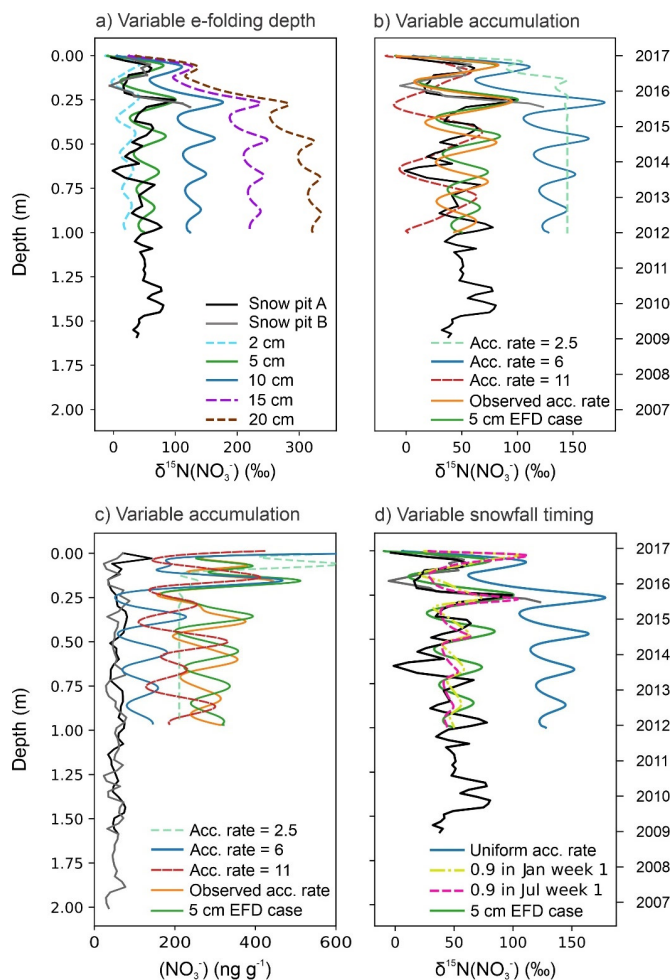 a) Variable e-folding depth
b) Variable accumulation
0.00
0.25
0.50
0.75
1.00
1.25
1.50
1.75
2.00
Depth (m)
Snow pit A
Snow pit B
2 cm
5 cm
10 cm
15 cm
20 cm
0
100
200
300
δ¹⁵N(NO₃⁻) (‰)
2017
2016
2015
2014
2013
2012
2011
2010
2009
2008
2007
Acc. rate = 2.5
Acc. rate = 6
Acc. rate = 11
Observed acc. rate
5 cm EFD case
0
50
100
150
δ¹⁵N(NO₃⁻) (‰)
c) Variable accumulation
d) Variable snowfall timing
0.00
0.25
0.50
0.75
1.00
1.25
1.50
1.75
2.00
Depth (m)
Acc. rate = 2.5
Acc. rate = 6
Acc. rate = 11
Observed acc. rate
5 cm EFD case
0
200
400
600
(NO₃⁻) (ng g⁻¹)
2017
2016
2015
2014
2013
2012
2011
2010
2009
2008
2007
Uniform acc. rate
0.9 in Jan week 1
0.9 in Jul week 1
5 cm EFD case
0
50
100
150
δ¹⁵N(NO₃⁻) (‰)